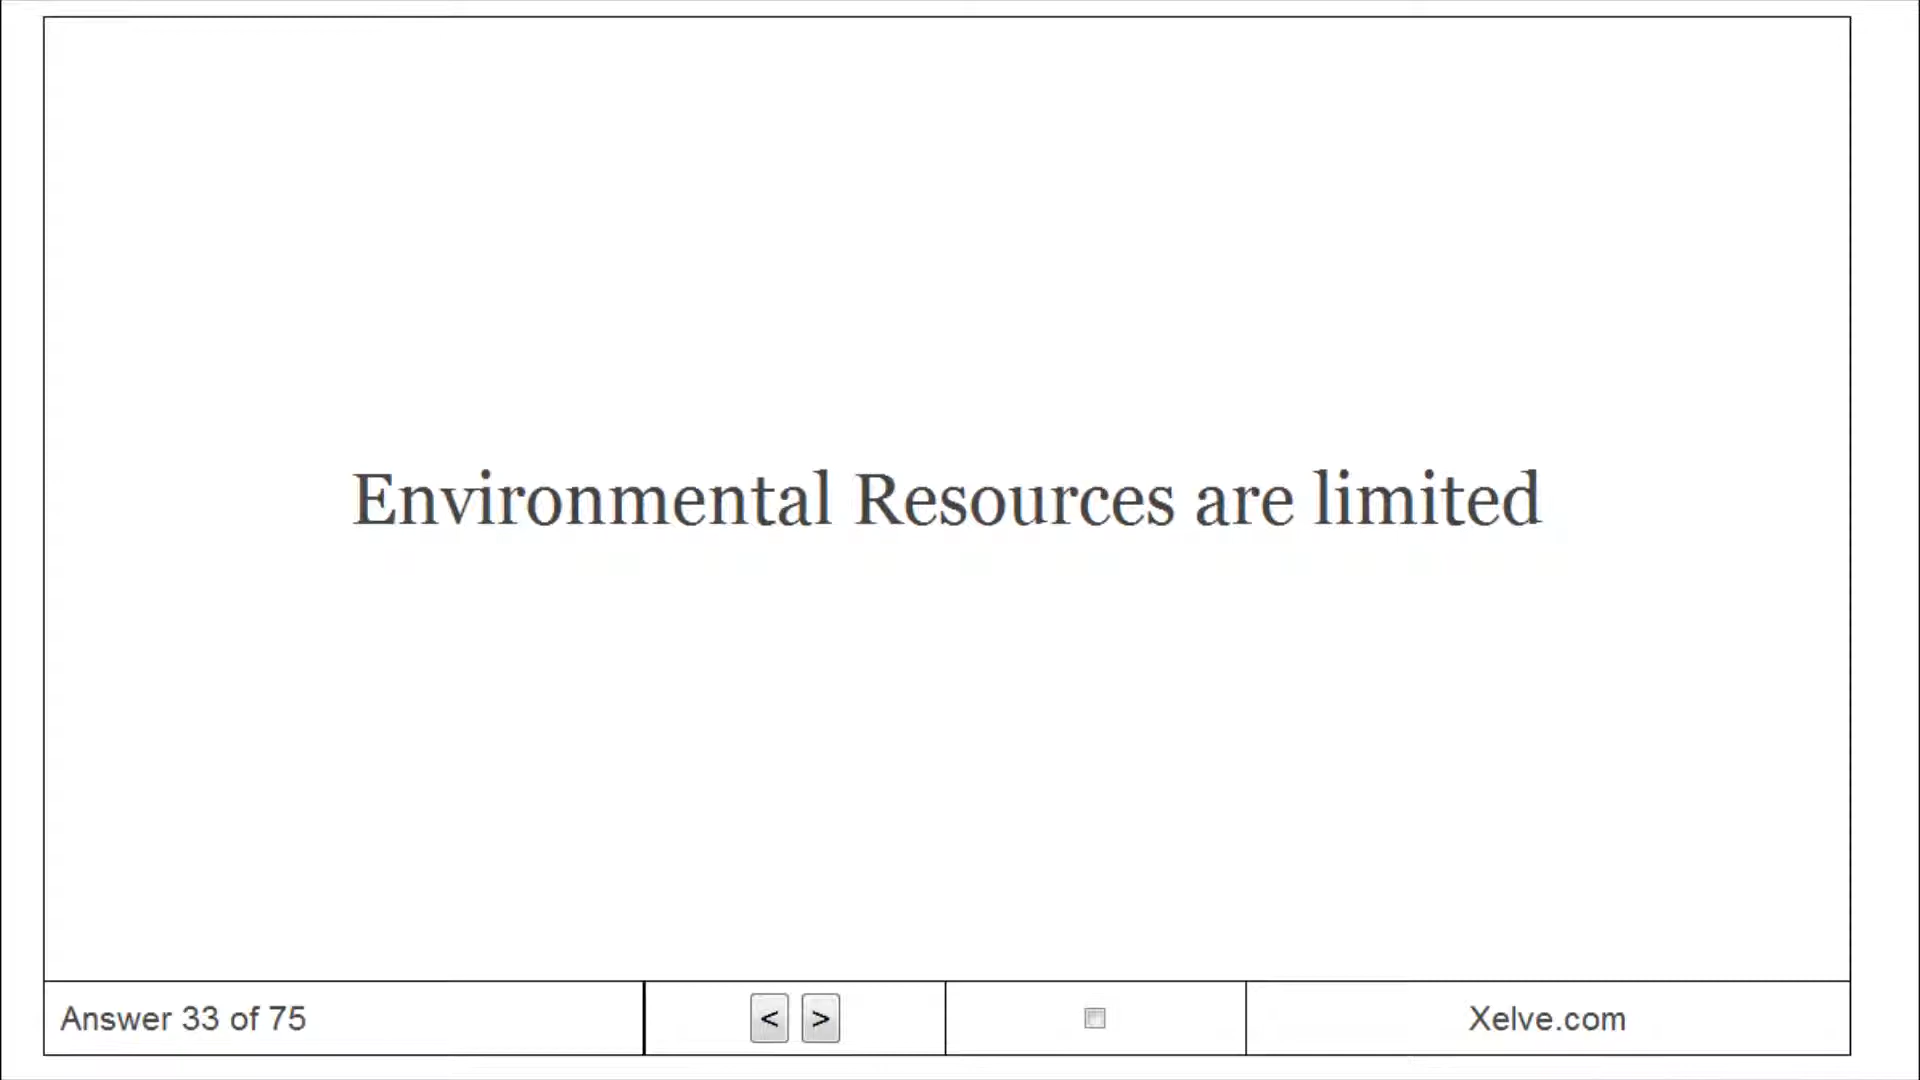 Environmental Resources are limited
Answer 33 of 75
< >
Xelve.com